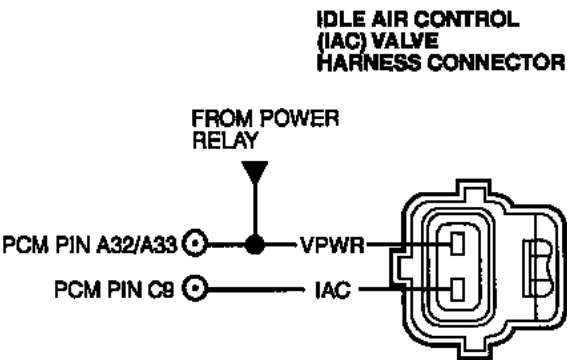 IDLE AIR CONTROL
(IAC) VALVE
HARNESS CONNECTOR
FROM POWER
RELAY
PCM PIN A32/A33
VPWR
PCM PIN C9
IAC